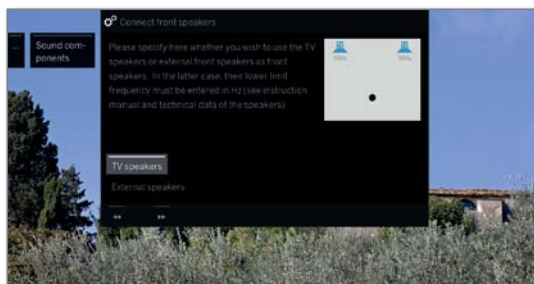 Connect front speakers
...
Sound com-
ponents
Please specify here whether you wish to use the TV
speakers or external front speakers as front
speakers. In the latter case, their lower limit
frequency must be entered in Hz (see instruction
manual and technical data of the speakers).
TV speakers
External speakers